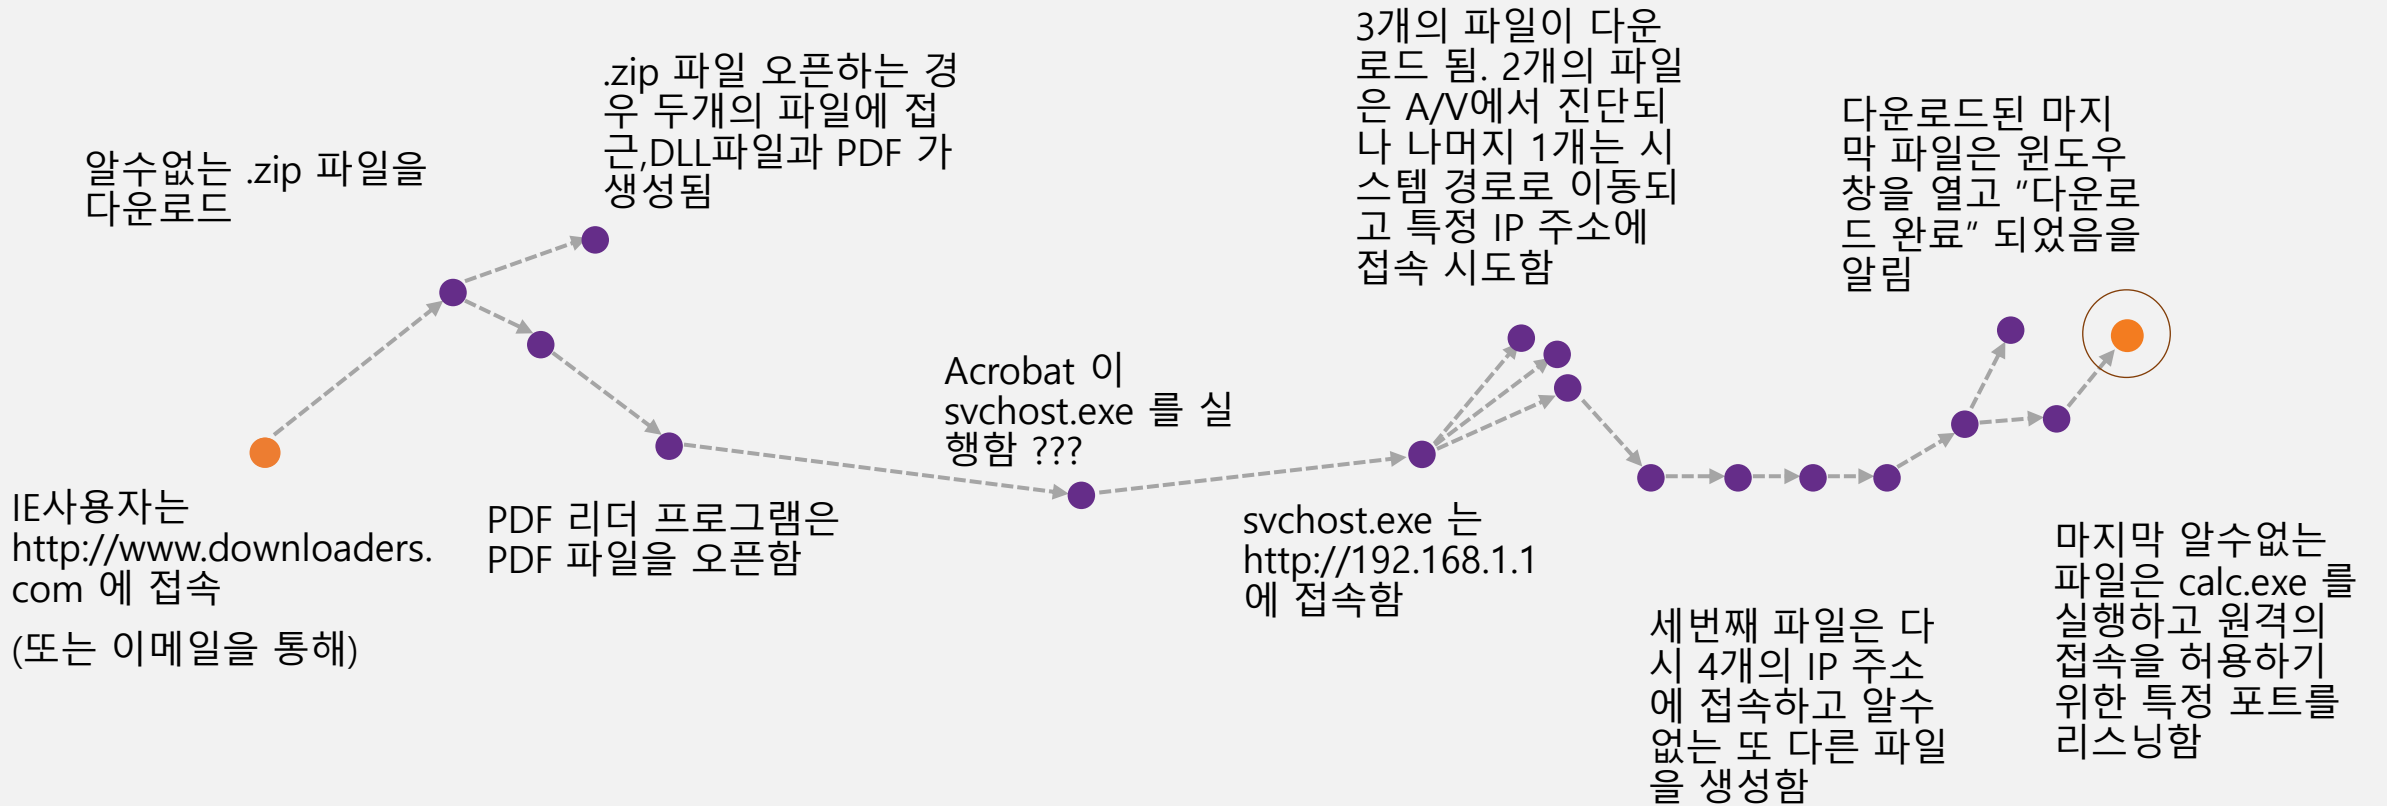 알수없는 .zip 파일을
다운로드
.zip 파일 오픈하는 경
우 두개의 파일에 접
근,DLL파일과 PDF 가
생성됨
3개의 파일이 다운
로드 됨. 2개의 파일
은 A/V에서 진단되
나 나머지 1개는 시
스템 경로로 이동되
고 특정 IP 주소에
접속 시도함
다운로드된 마지
막 파일은 윈도우
창을 열고 “다운로
드 완료” 되었음을
알림
Acrobat 이
svchost.exe 를 실
행함 ???
IE사용자는
http://www.downloaders.
com 에 접속
(또는 이메일을 통해)
PDF 리더 프로그램은
PDF 파일을 오픈함
svchost.exe 는
http://192.168.1.1
에 접속함
세번째 파일은 다
시 4개의 IP 주소
에 접속하고 알수
없는 또 다른 파일
을 생성함
마지막 알수없는
파일은 calc.exe 를
실행하고 원격의
접속을 허용하기
위한 특정 포트를
리스닝함